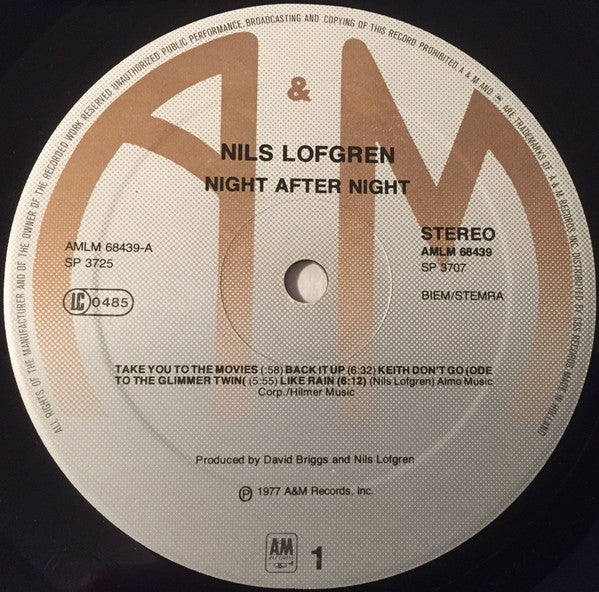 ALL RIGHTS OF THE MANUFACTURER AND OF THE OWNER OF THE RECORDED WORK RESERVED. UNAUTHORIZED PUBLIC PERFORMANCE, BROADCASTING AND COPYING OF THIS RECORD PROHIBITED A & M AND ARE TRADEMARKS OF A & M RECORDS INC. DISTRIBUTED BY CBS RECORDS. MADE IN HOLLAND
A & M
NILS LOFGREN
NIGHT AFTER NIGHT
AMLM 68439-A
SP 3725
LC 0485
STEREO
AMLM 68439
SP 3707
BIEM/STEMRA
TAKE YOU TO THE MOVIES (:58) BACK IT UP (6:32) KEITH DON'T GO (ODE
TO THE GLIMMER TWIN( (5:55) LIKE RAIN (6:12) (Nils Lofgren) Almo Music
Corp./Hilmer Music
Produced by David Briggs and Nils Lofgren
Ⓟ 1977 A&M Records, Inc.
AM
RECORDS
1